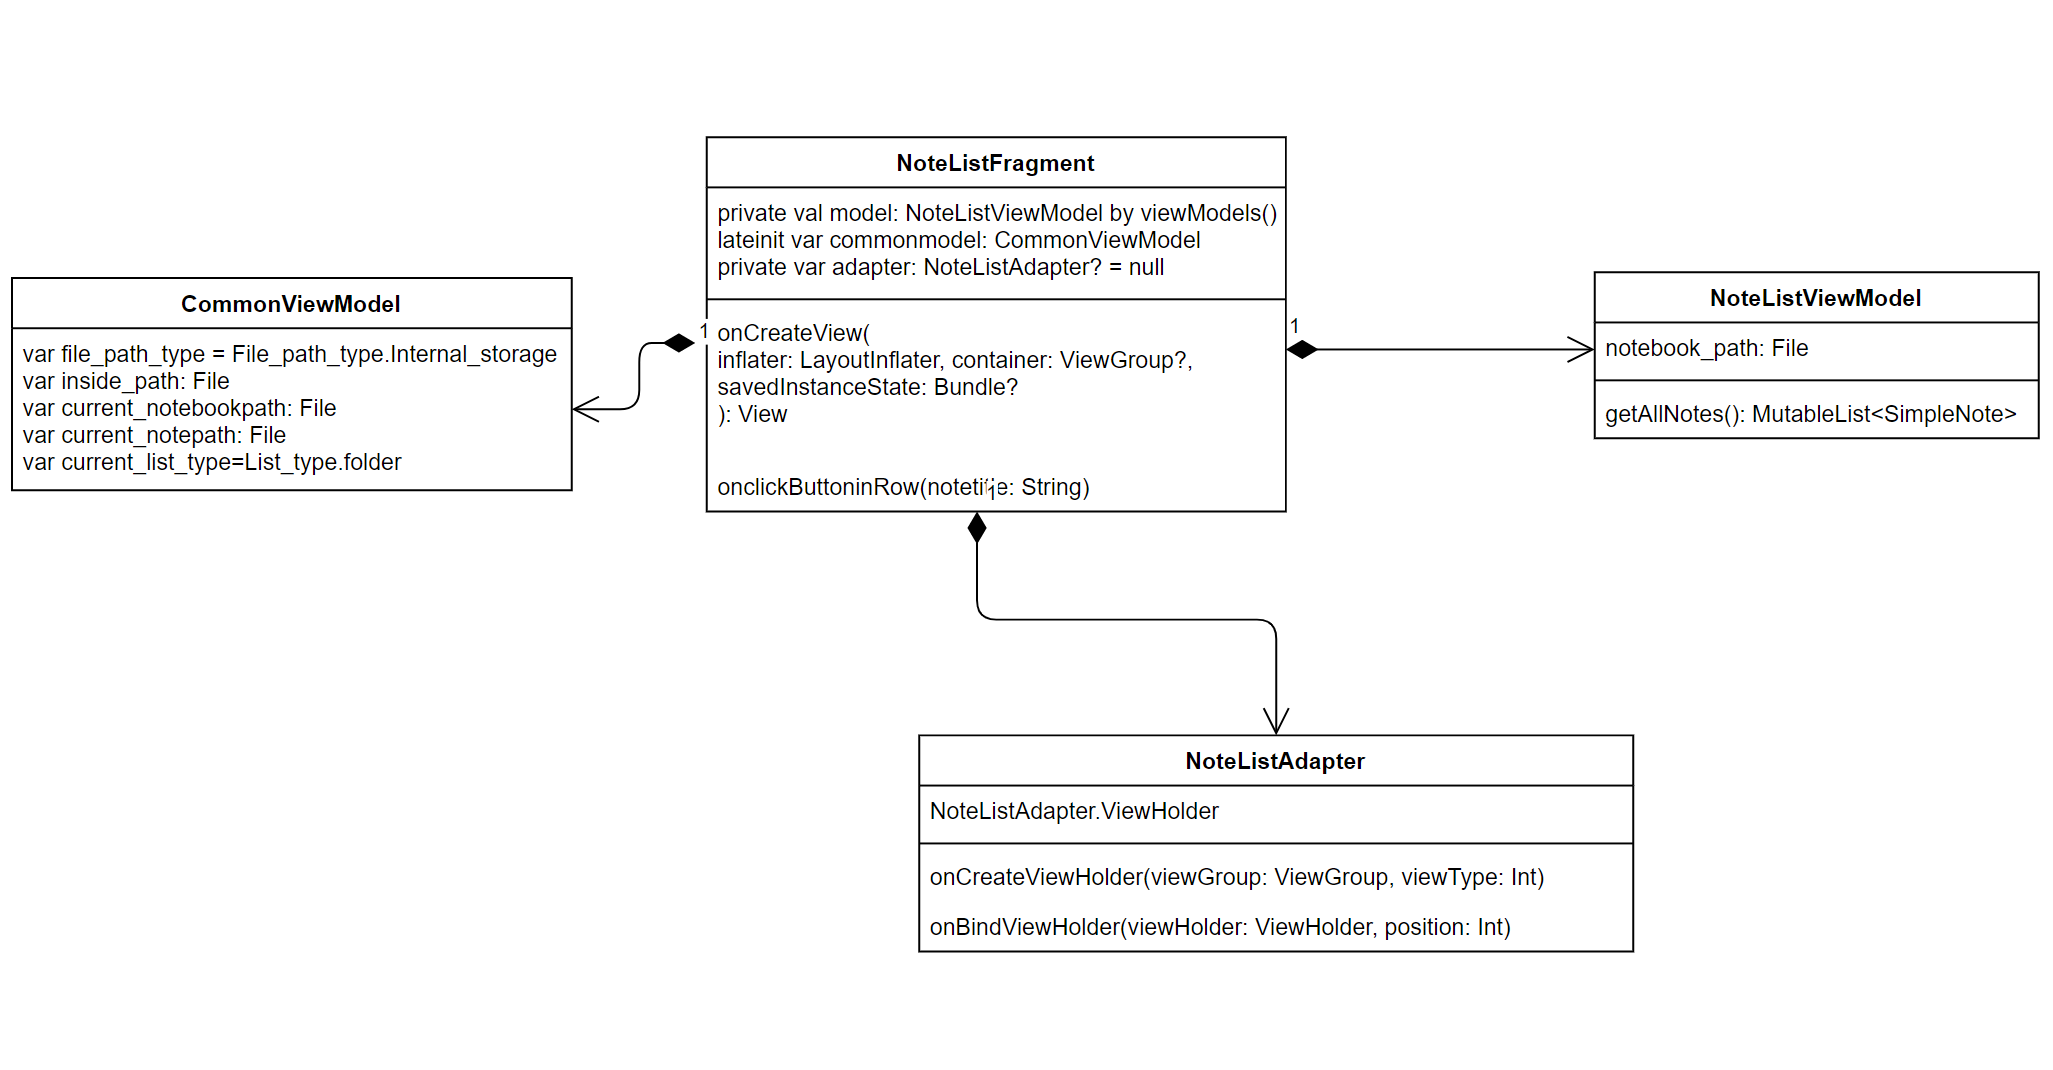 NoteListFragment
private val model: NoteListViewModel by viewModels()
lateinit var commonmodel: CommonViewModel
private var adapter: NoteListAdapter? = null
1
onCreateView(
inflater: LayoutInflater, container: ViewGroup?,
savedInstanceState: Bundle?
): View
onclickButtoninRow(notetitle: String)
1
CommonViewModel
var file_path_type = File_path_type.Internal_storage
var inside_path: File
var current_notebookpath: File
var current_notepath: File
var current_list_type=List_type.folder
1
NoteListViewModel
notebook_path: File
getAllNotes(): MutableList<SimpleNote>
NoteListAdapter
NoteListAdapter.ViewHolder
onCreateViewHolder(viewGroup: ViewGroup, viewType: Int)
onBindViewHolder(viewHolder: ViewHolder, position: Int)